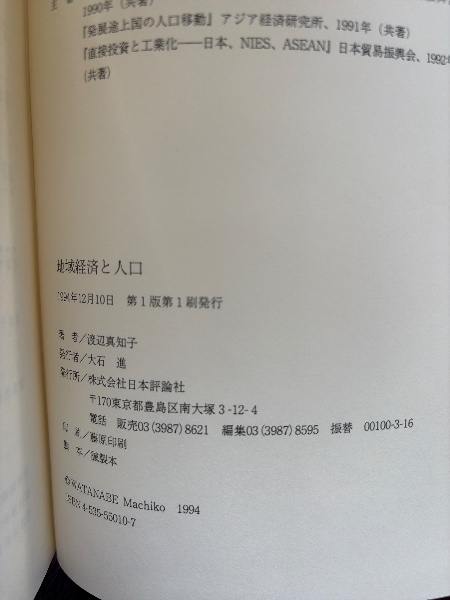 1990年（共著）
『発展途上国の人口移動』アジア経済研究所、1991年（共著）
『直接投資と工業化——日本、NIES、ASEAN』日本貿易振興会、1992
（共著）
地域経済と人口
1994年12月10日　第1版第1刷発行
著　者／渡辺真知子
発行者／大石　進
発行所／株式会社日本評論社
〒170東京都豊島区南大塚3-12-4
電話　販売03(3987)8621　編集03(3987)8595　振替　00100-3-16
印　刷／藤原印刷
製　本／
©WATANABE Machiko　1994
ISBN 4-535-55010-7